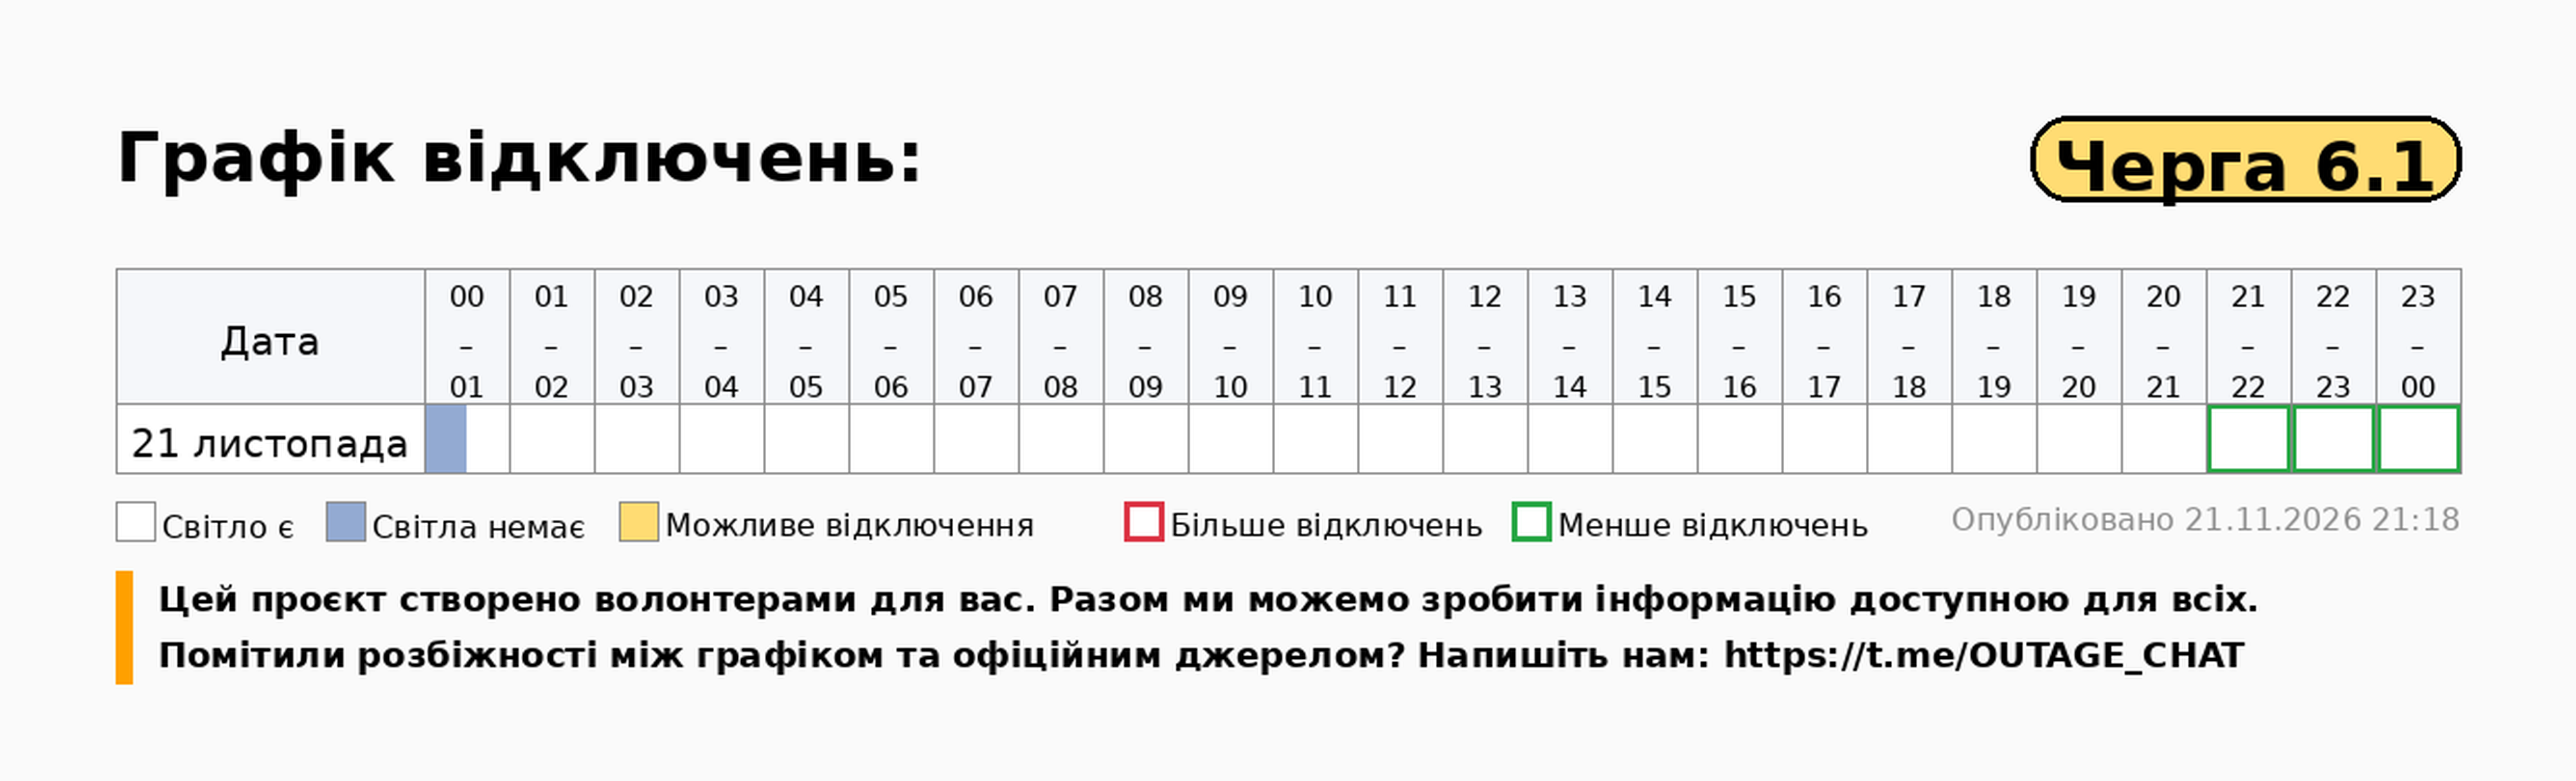 Графік відключень:
Черга 6.1
Дата 00–01 01–02 02–03 03–04 04–05 05–06 06–07 07–08 08–09 09–10 10–11 11–12 12–13 13–14 14–15 15–16 16–17 17–18 18–19 19–20 20–21 21–22 22–23 23–00
21 листопада
Світло є Світла немає Можливе відключення Більше відключень Менше відключень Опубліковано 21.11.2026 21:18
Цей проєкт створено волонтерами для вас. Разом ми можемо зробити інформацію доступною для всіх.
Помітили розбіжності між графіком та офіційним джерелом? Напишіть нам: https://t.me/OUTAGE_CHAT